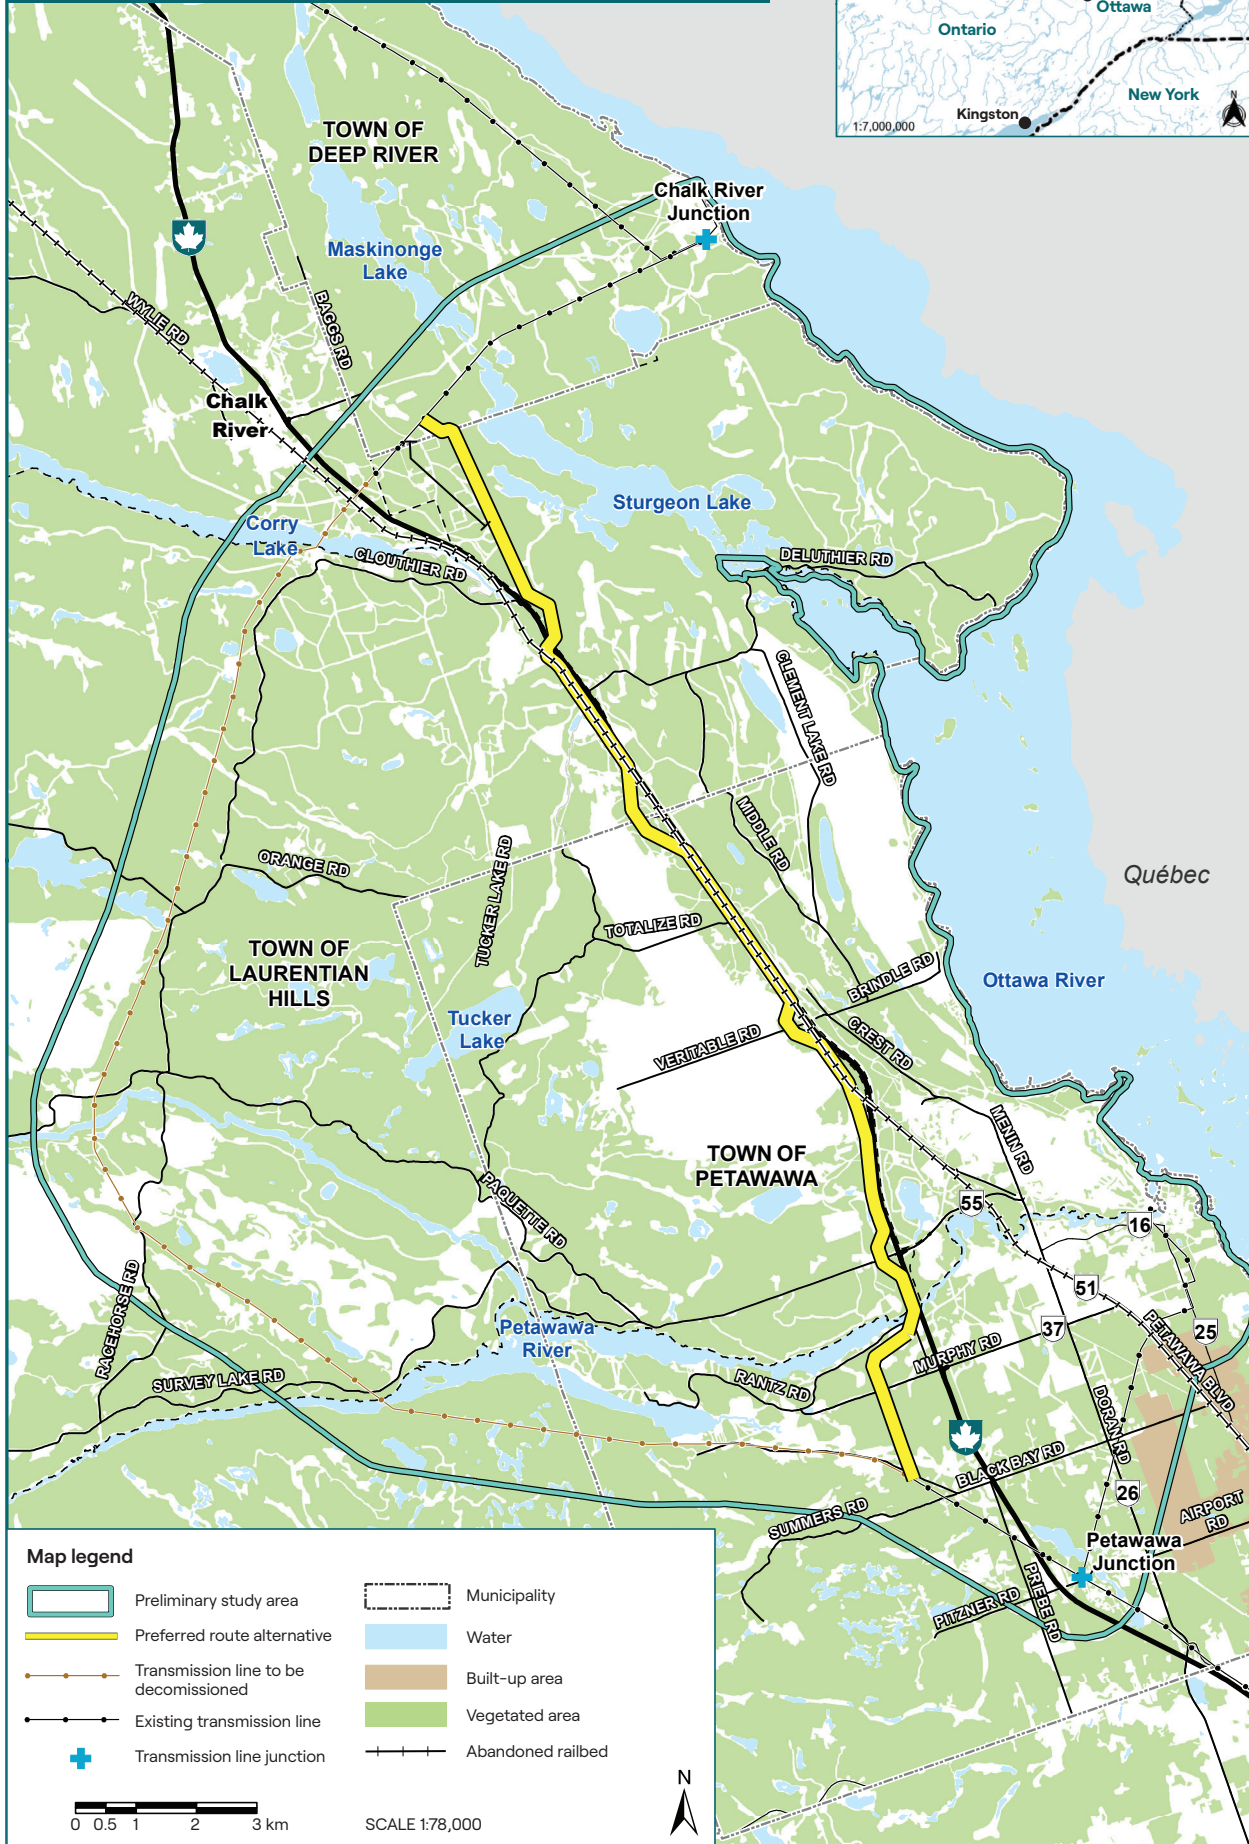 Ottawa
Ontario
New York
Kingston
N
1:7,000,000
TOWN OF
DEEP RIVER
Chalk River
Junction
Maskinonge
Lake
WYLIE RD
BAGGS RD
Chalk
River
Sturgeon Lake
Corry
Lake
CLOUTHIER RD
DELUTHIER RD
CLEMENT LAKE RD
MIDDLE RD
ORANGE RD
TUCKER LAKE RD
Québec
TOTALIZE RD
TOWN OF
LAURENTIAN
HILLS
BRINDLE RD
Ottawa River
Tucker
Lake
VERITABLE RD
CREST RD
MENIN RD
TOWN OF
PETAWAWA
PAQUETTE RD
55
16
51
RACEHORSE RD
Petawawa
River
37
25
PETAWAWA BLVD
MURPHY RD
SURVEY LAKE RD
RANTZ RD
DORAN RD
BLACK BAY RD
26
SUMMERS RD
AIRPORT
RD
Petawawa
Junction
PRIEBE RD
PITZNER RD
Map legend
Preliminary study area
Preferred route alternative
Transmission line to be
decomissioned
Existing transmission line
Transmission line junction
Municipality
Water
Built-up area
Vegetated area
Abandoned railbed
0 0.5 1 2 3 km
SCALE 1:78,000
N